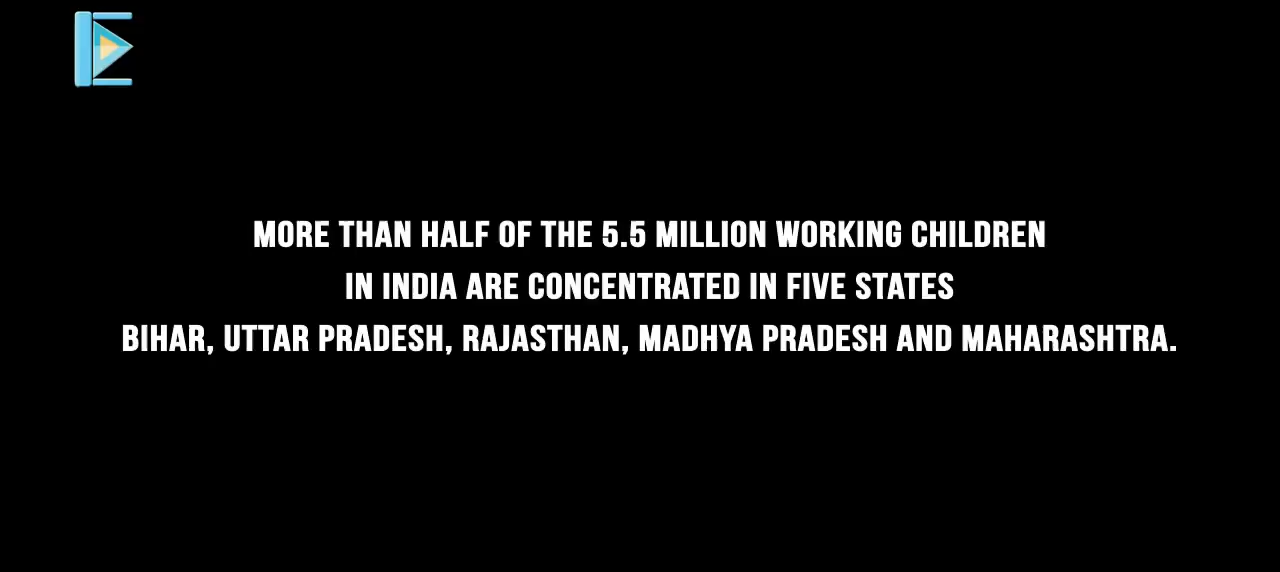 MORE THAN HALF OF THE 5.5 MILLION WORKING CHILDREN
IN INDIA ARE CONCENTRATED IN FIVE STATES
BIHAR, UTTAR PRADESH, RAJASTHAN, MADHYA PRADESH AND MAHARASHTRA.